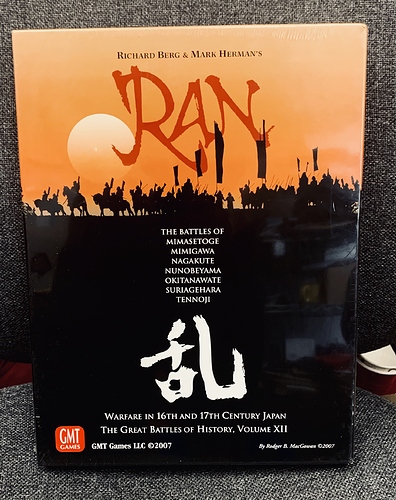 RICHARD BERG & MARK HERMAN'S
RAN
THE BATTLES OF
MIMASETOGE
MIMIGAWA
NAGAKUTE
NUNOBEYAMA
OKITANAWATE
SURIAGEHARA
TENNOJI
乱
WARFARE IN 16TH AND 17TH CENTURY JAPAN
THE GREAT BATTLES OF HISTORY, VOLUME XII
GMT
GAMES
GMT Games LLC ©2007
By Rodger B. MacGowan ©2007